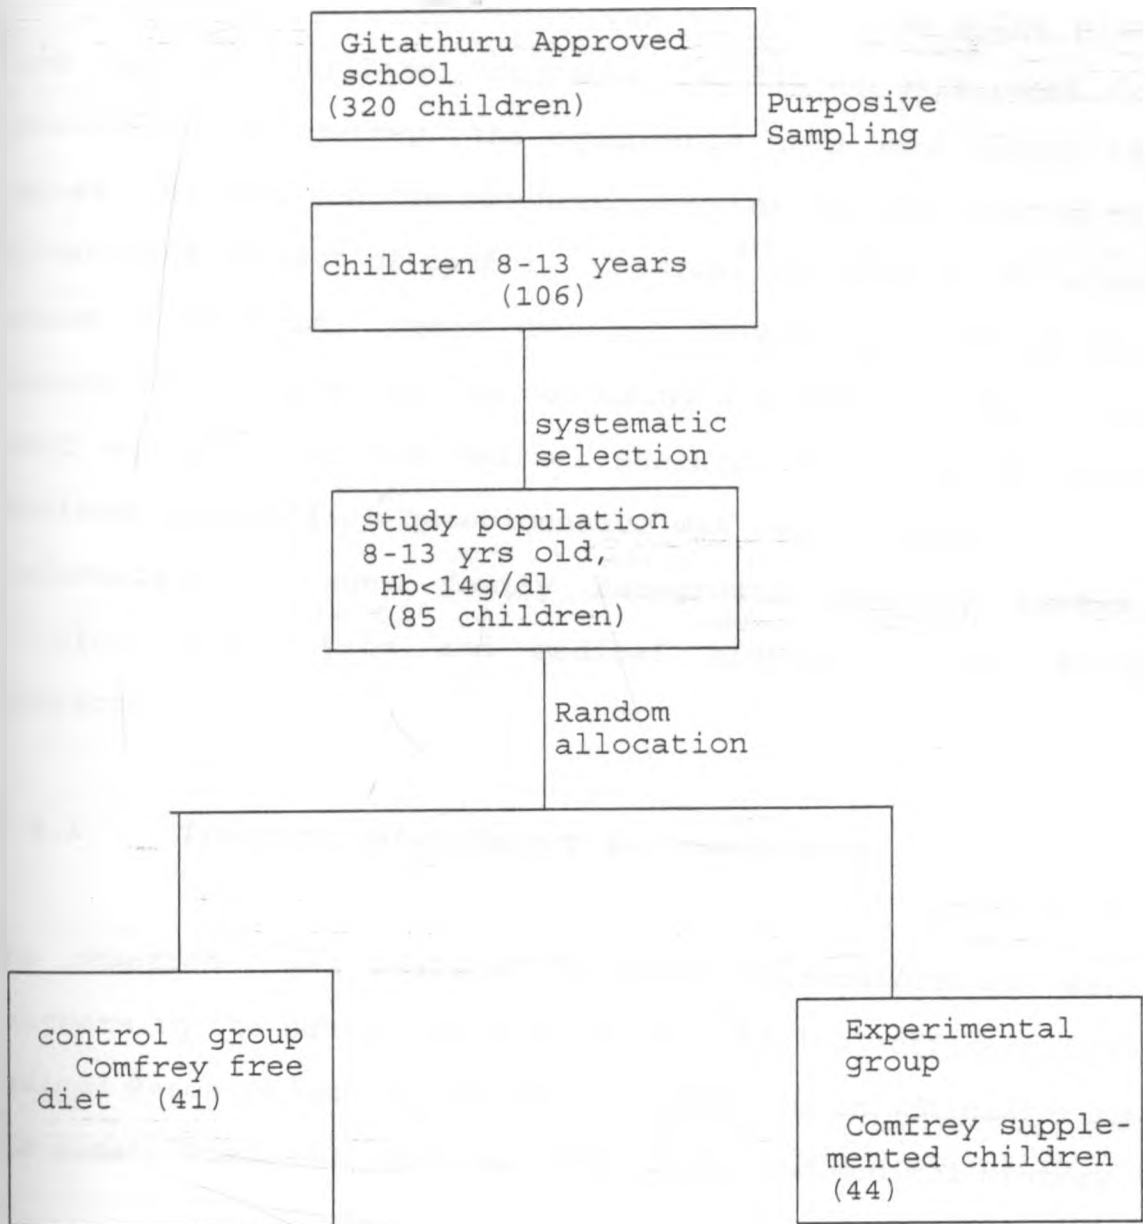 Gitathuru Approved
school
(320 children)
Purposive
Sampling
children 8-13 years
(106)
systematic
selection
Study population
8-13 yrs old,
Hb<14g/dl
(85 children)
Random
allocation
control group
Comfrey free
diet (41)
Experimental
group
Comfrey supple-
mented children
(44)